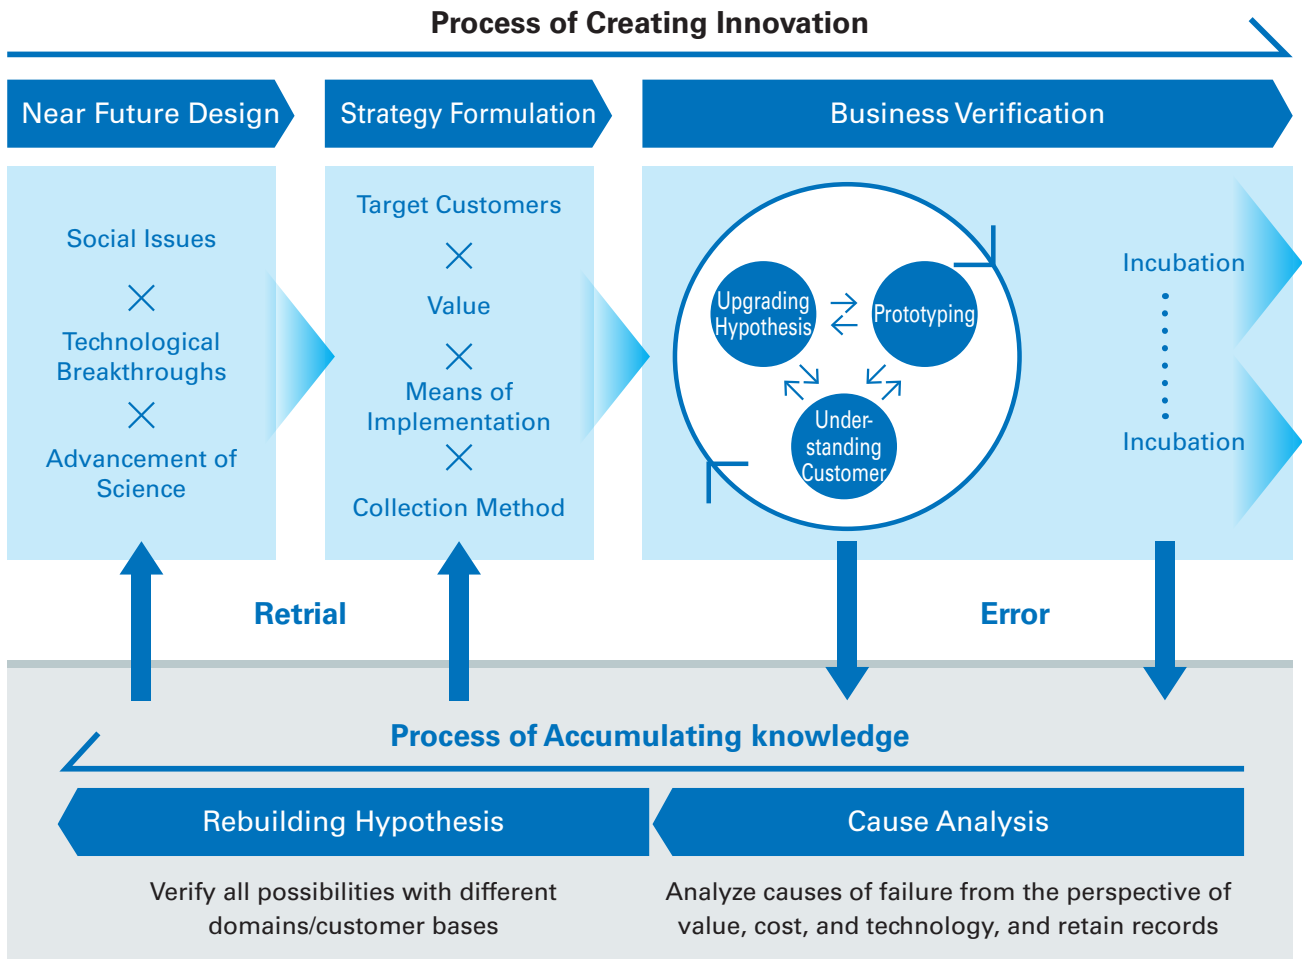 Process of Creating Innovation
Near Future Design
Strategy Formulation
Business Verification
Social Issues
×
Technological
Breakthroughs
×
Advancement of
Science
Target Customers
×
Value
×
Means of
Implementation
×
Collection Method
Upgrading
Hypothesis
Prototyping
Under-
standing
Customer
Incubation
Incubation
Retrial
Error
Process of Accumulating knowledge
Rebuilding Hypothesis
Cause Analysis
Verify all possibilities with different
domains/customer bases
Analyze causes of failure from the perspective of
value, cost, and technology, and retain records